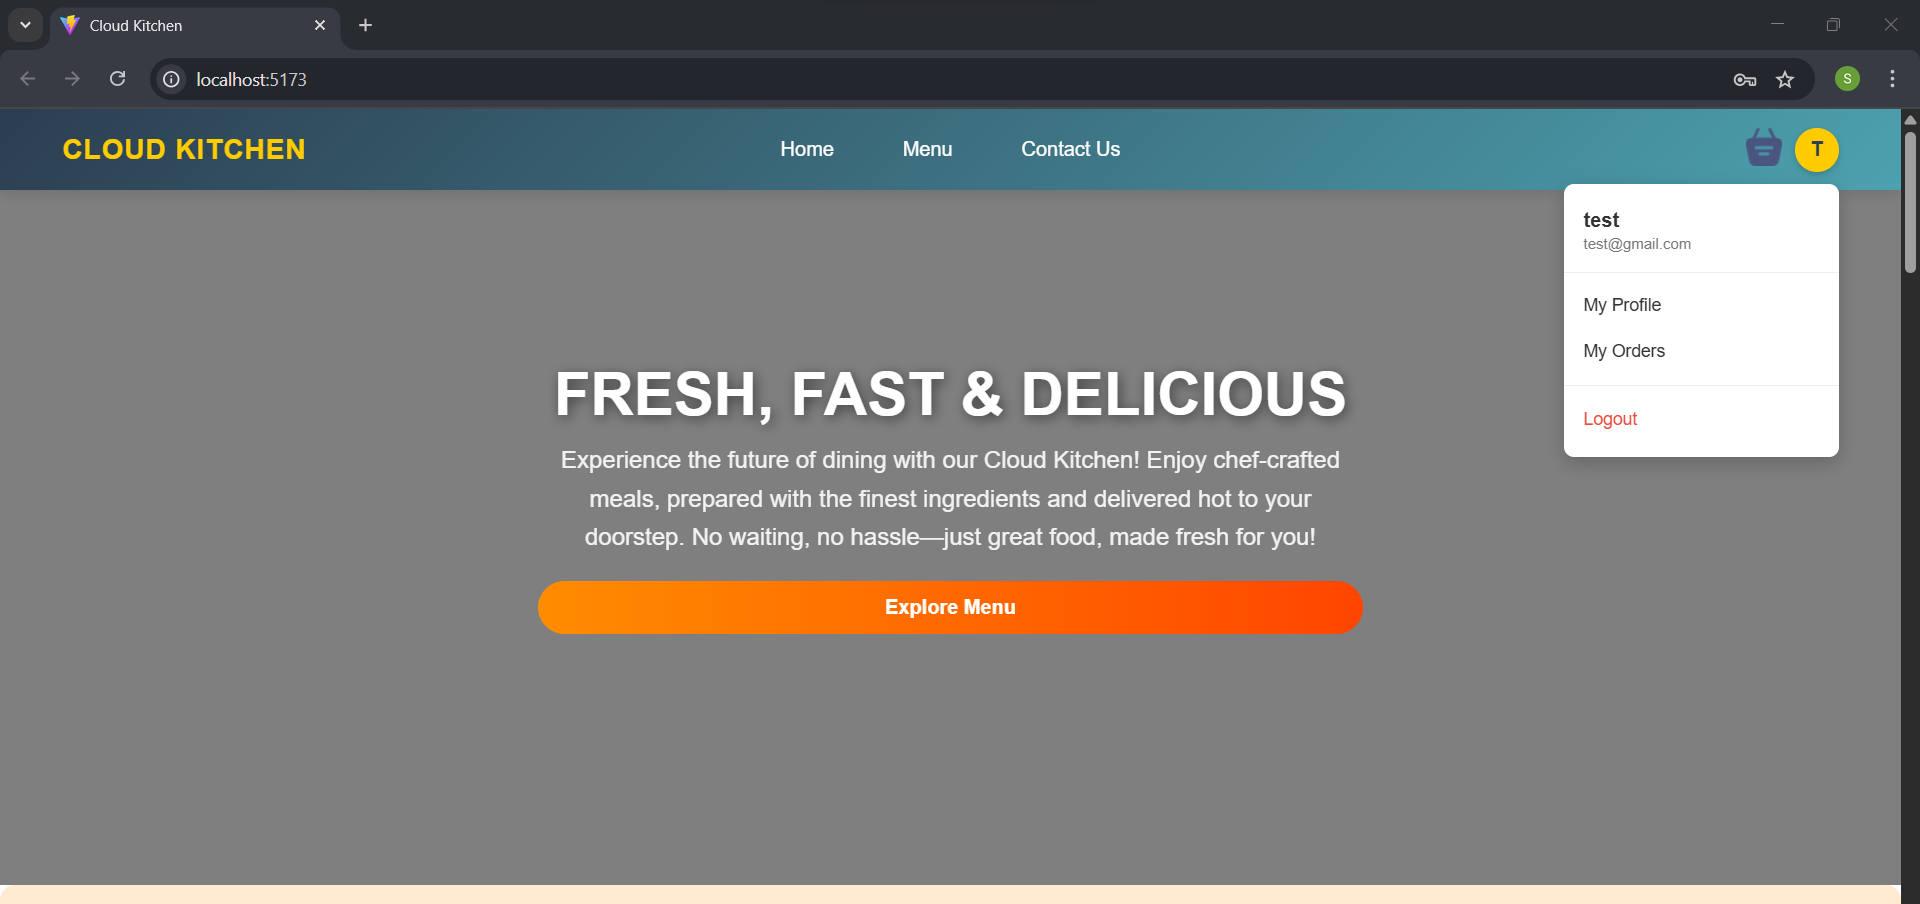 Cloud Kitchen
localhost:5173
S
CLOUD KITCHEN
Home
Menu
Contact Us
T
test
test@gmail.com
My Profile
My Orders
Logout
FRESH, FAST & DELICIOUS
Experience the future of dining with our Cloud Kitchen! Enjoy chef-crafted
meals, prepared with the finest ingredients and delivered hot to your
doorstep. No waiting, no hassle—just great food, made fresh for you!
Explore Menu